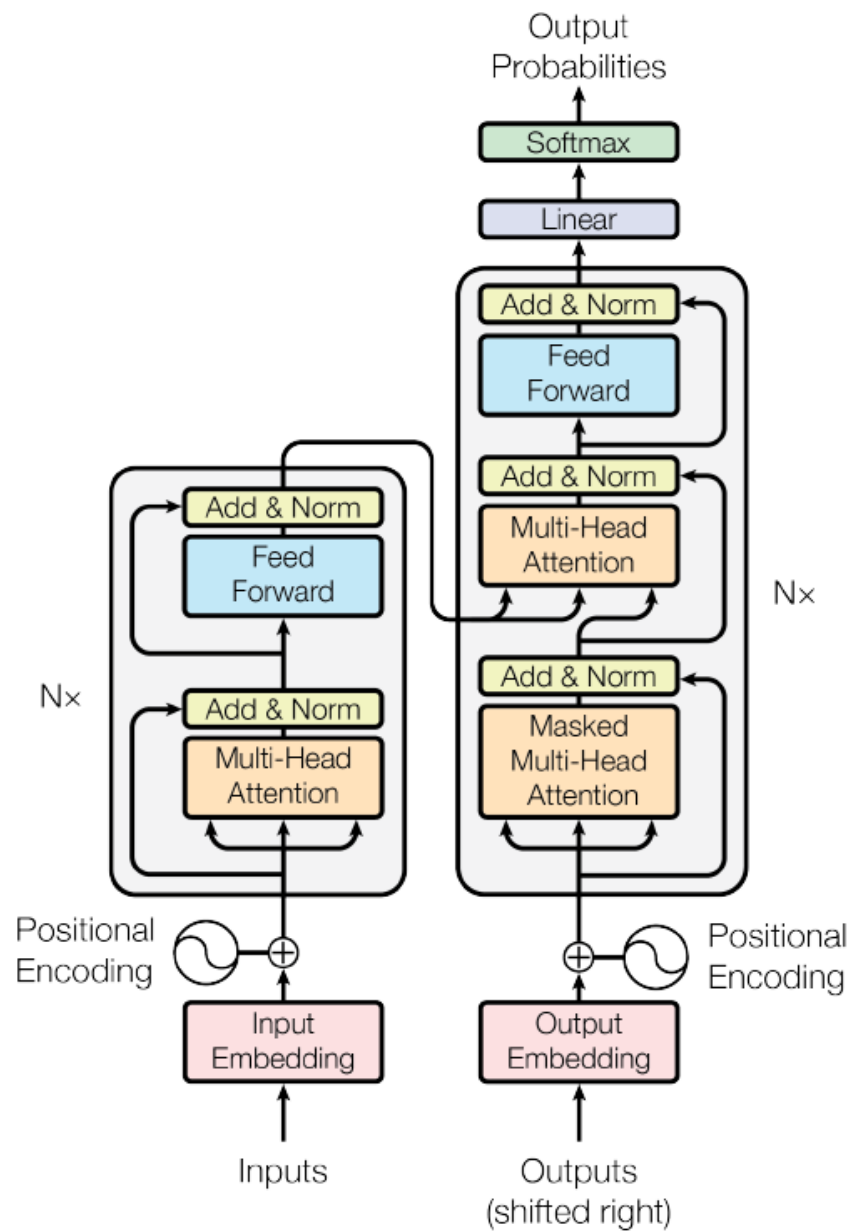 Output
Probabilities
Softmax
Linear
Add & Norm
Feed
Forward
Add & Norm
Multi-Head
Attention
Add & Norm
Masked
Multi-Head
Attention
Nx
Add & Norm
Feed
Forward
Add & Norm
Multi-Head
Attention
Nx
Positional
Encoding
Positional
Encoding
Input
Embedding
Output
Embedding
Inputs
Outputs
(shifted right)